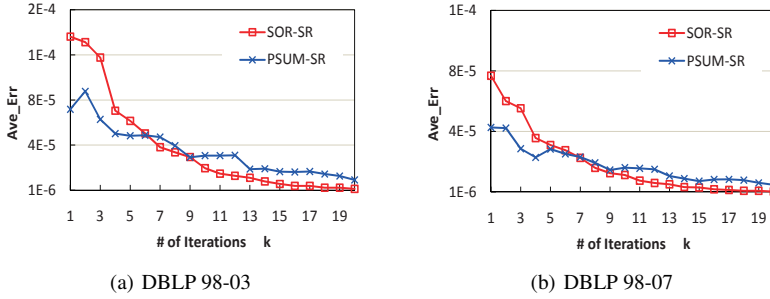 2E-4
1E-4
8E-5
4E-5
1E-6
Ave_Err
SOR-SR
PSUM-SR
1 3 5 7 9 11 13 15 17 19
# of Iterations k
(a) DBLP 98-03
1E-4
8E-5
4E-5
1E-6
Ave_Err
SOR-SR
PSUM-SR
1 3 5 7 9 11 13 15 17 19
# of Iterations k
(b) DBLP 98-07